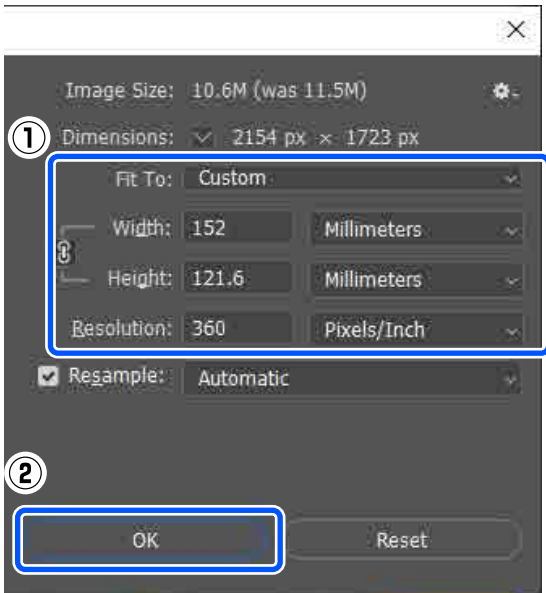 Image Size: 10.6M (was 11.5M)
① Dimensions: 2154 px × 1723 px
Fit To: Custom
Width: 152 Millimeters
Height: 121.6 Millimeters
Resolution: 360 Pixels/Inch
Resample: Automatic
②
OK Reset